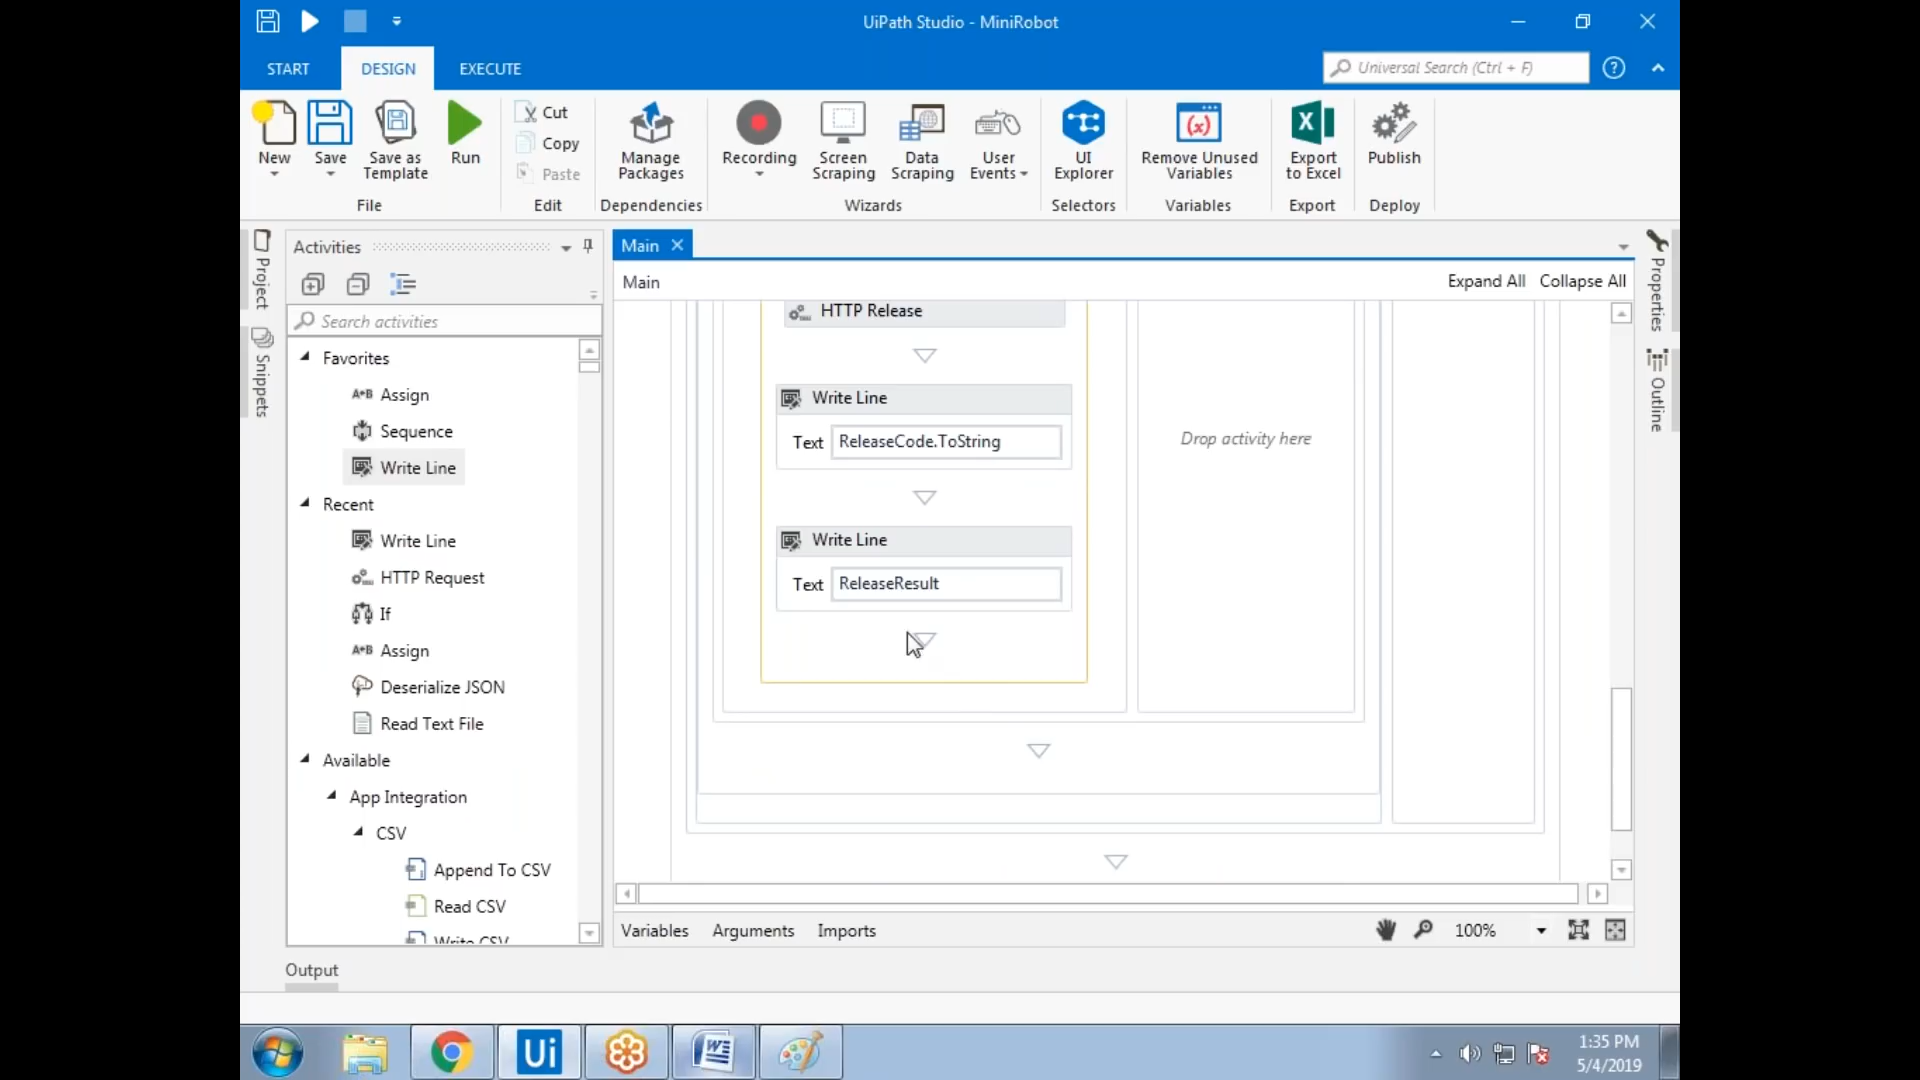 UiPath Studio - MiniRobot
START
DESIGN
EXECUTE
Universal Search (Ctrl + F)
New
Save
Save as
Template
Run
Cut
Copy
Paste
Manage
Packages
Recording
Screen
Scraping
Data
Scraping
User
Events
UI
Explorer
Remove Unused
Variables
Export
to Excel
Publish
File
Edit
Dependencies
Wizards
Selectors
Variables
Export
Deploy
Project
Snippets
Activities
Search activities
Favorites
Assign
Sequence
Write Line
Recent
Write Line
HTTP Request
If
Assign
Deserialize JSON
Read Text File
Available
App Integration
CSV
Append To CSV
Read CSV
Write CSV
Main
Main
Expand All
Collapse All
HTTP Release
Write Line
Text
ReleaseCode.ToString
Write Line
Text
ReleaseResult
Drop activity here
Properties
Outline
Variables
Arguments
Imports
100%
Output
Ui
1:35 PM
5/4/2019